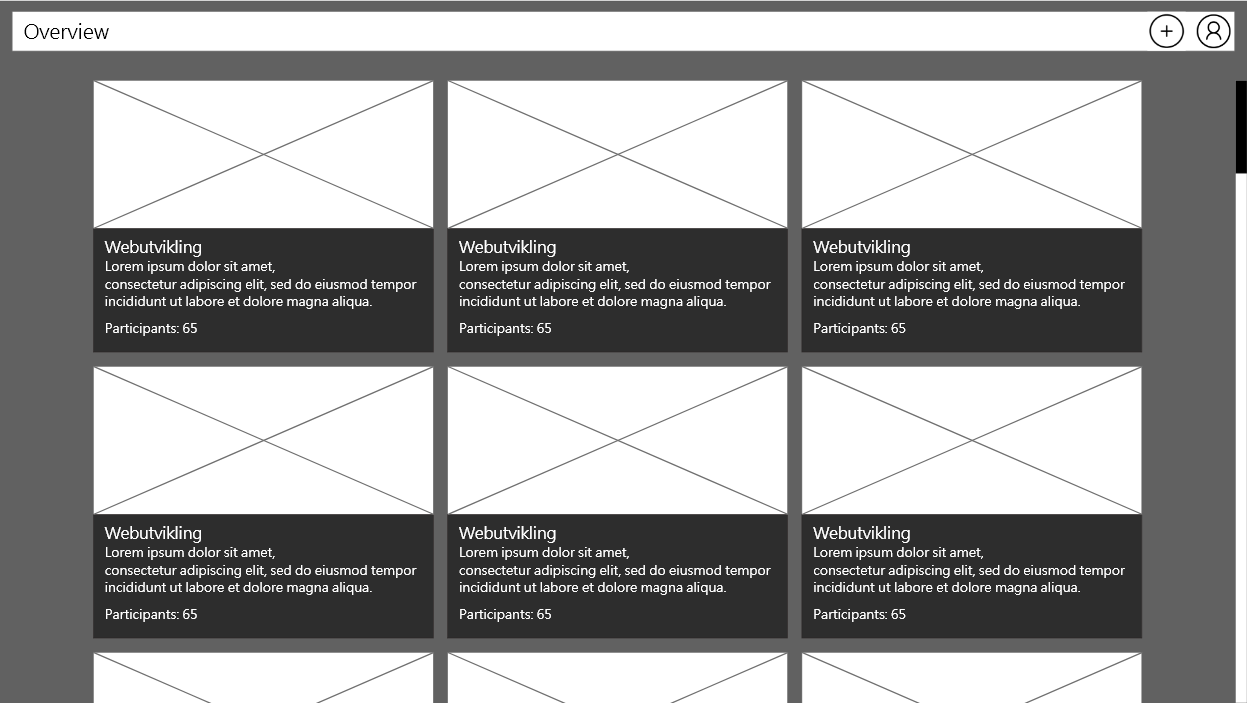 Overview
Webutvikling
Lorem ipsum dolor sit amet,
consectetur adipiscing elit, sed do eiusmod tempor
incididunt ut labore et dolore magna aliqua.
Participants: 65
Webutvikling
Lorem ipsum dolor sit amet,
consectetur adipiscing elit, sed do eiusmod tempor
incididunt ut labore et dolore magna aliqua.
Participants: 65
Webutvikling
Lorem ipsum dolor sit amet,
consectetur adipiscing elit, sed do eiusmod tempor
incididunt ut labore et dolore magna aliqua.
Participants: 65
Webutvikling
Lorem ipsum dolor sit amet,
consectetur adipiscing elit, sed do eiusmod tempor
incididunt ut labore et dolore magna aliqua.
Participants: 65
Webutvikling
Lorem ipsum dolor sit amet,
consectetur adipiscing elit, sed do eiusmod tempor
incididunt ut labore et dolore magna aliqua.
Participants: 65
Webutvikling
Lorem ipsum dolor sit amet,
consectetur adipiscing elit, sed do eiusmod tempor
incididunt ut labore et dolore magna aliqua.
Participants: 65